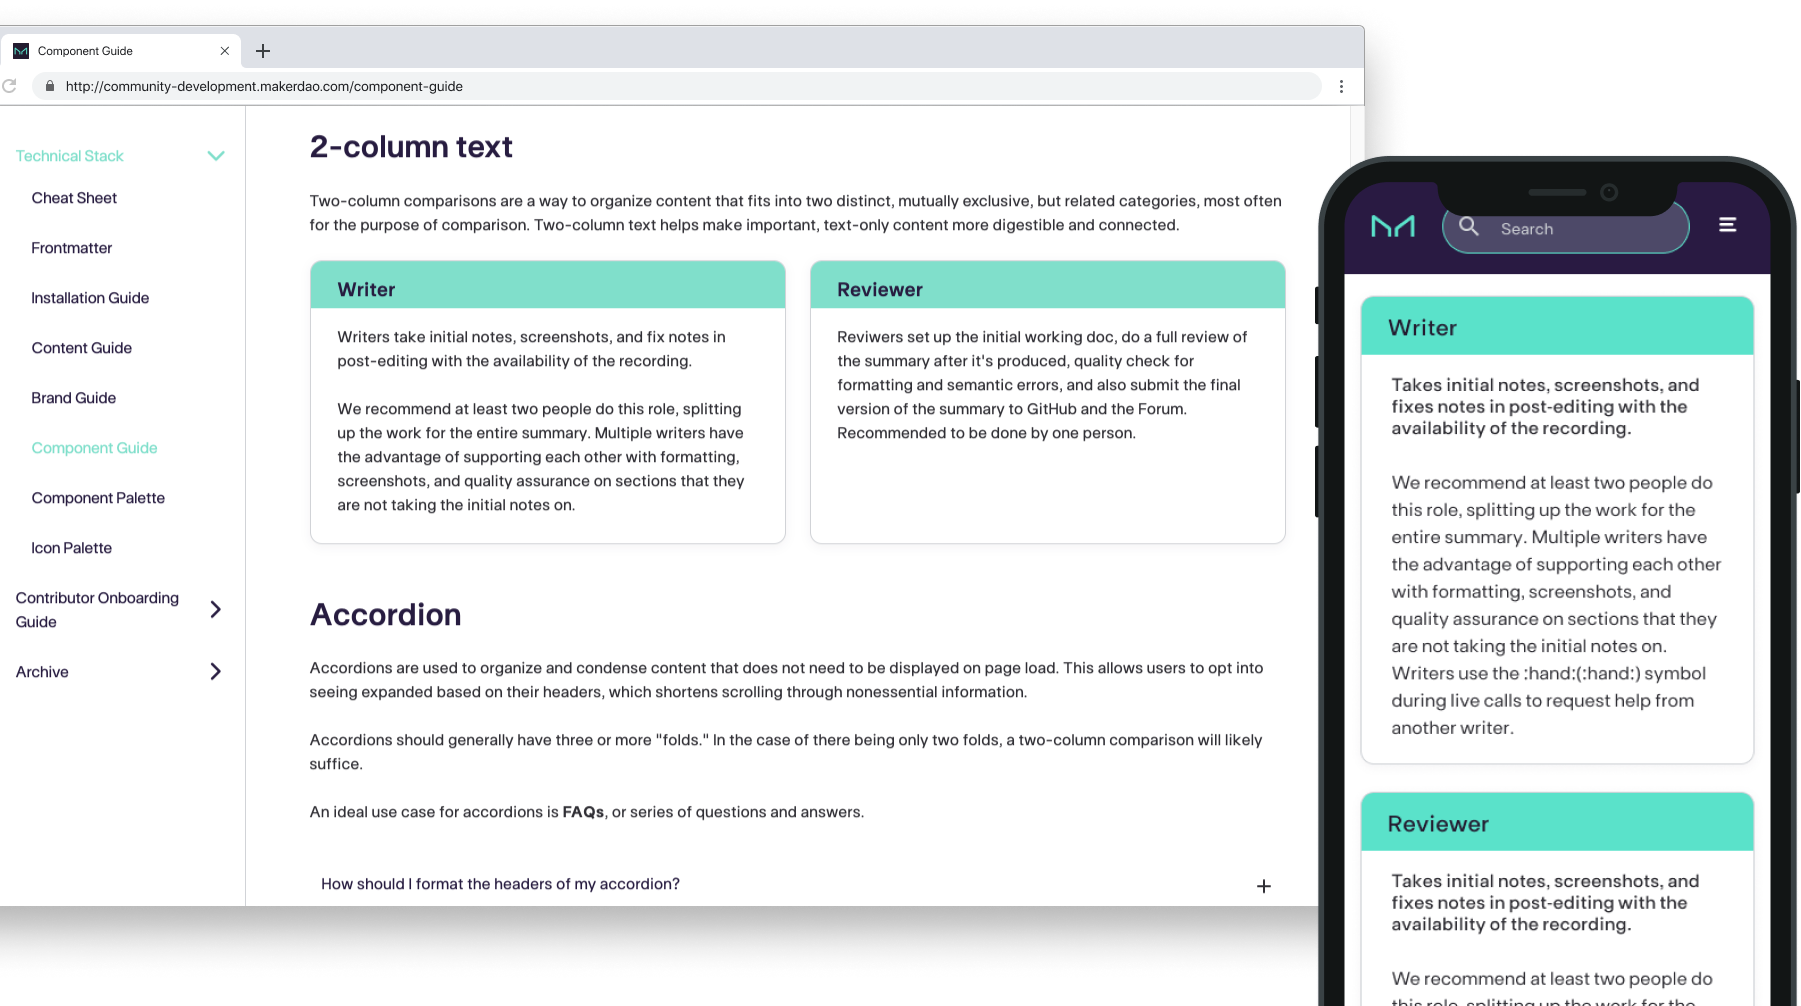 Component Guide
http://community-development.makerdao.com/component-guide
Technical Stack
Cheat Sheet
Frontmatter
Installation Guide
Content Guide
Brand Guide
Component Guide
Component Palette
Icon Palette
Contributor Onboarding
Guide
Archive
2-column text
Two-column comparisons are a way to organize content that fits into two distinct, mutually exclusive, but related categories, most often
for the purpose of comparison. Two-column text helps make important, text-only content more digestible and connected.
Writer
Writers take initial notes, screenshots, and fix notes in
post-editing with the availability of the recording.
We recommend at least two people do this role, splitting
up the work for the entire summary. Multiple writers have
the advantage of supporting each other with formatting,
screenshots, and quality assurance on sections that they
are not taking the initial notes on.
Reviewer
Reviwers set up the initial working doc, do a full review of
the summary after it's produced, quality check for
formatting and semantic errors, and also submit the final
version of the summary to GitHub and the Forum.
Recommended to be done by one person.
Accordion
Accordions are used to organize and condense content that does not need to be displayed on page load. This allows users to opt into
seeing expanded based on their headers, which shortens scrolling through nonessential information.
Accordions should generally have three or more "folds." In the case of there being only two folds, a two-column comparison will likely
suffice.
An ideal use case for accordions is FAQs, or series of questions and answers.
How should I format the headers of my accordion?
Search
Writer
Takes initial notes, screenshots, and
fixes notes in post-editing with the
availability of the recording.
We recommend at least two people do
this role, splitting up the work for the
entire summary. Multiple writers have
the advantage of supporting each other
with formatting, screenshots, and
quality assurance on sections that they
are not taking the initial notes on.
Writers use the :hand:(:hand:) symbol
during live calls to request help from
another writer.
Reviewer
Takes initial notes, screenshots, and
fixes notes in post-editing with the
availability of the recording.
We recommend at least two people do
this role, splitting up the work for the